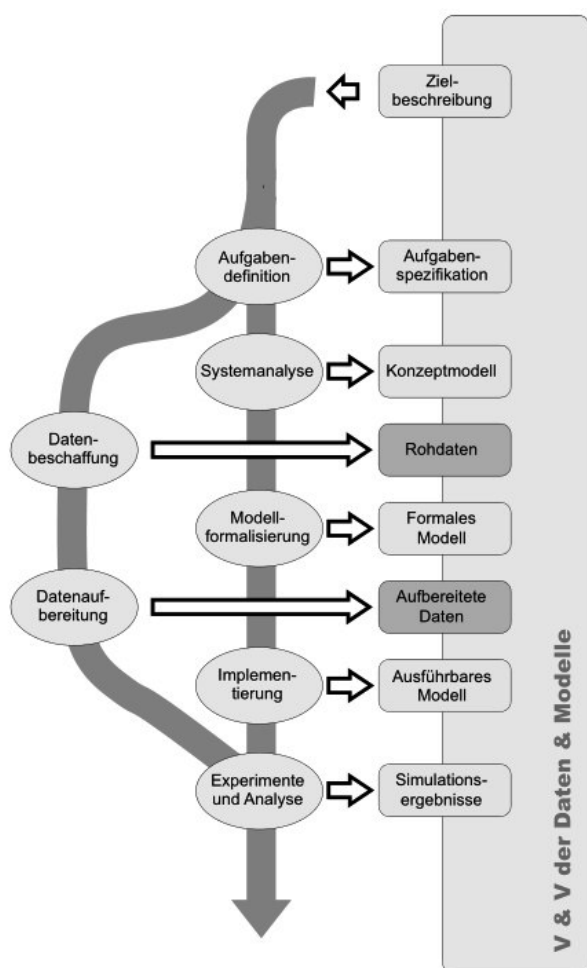 Ziel-
beschreibung
Aufgaben-
definition
Aufgaben-
spezifikation
Systemanalyse
Konzeptmodell
Daten-
beschaffung
Rohdaten
Modell-
formalisierung
Formales
Modell
Datenauf-
bereitung
Aufbereitete
Daten
Implemen-
tierung
Ausführbares
Modell
Experimente
und Analyse
Simulations-
ergebnisse
V & V der Daten & Modelle